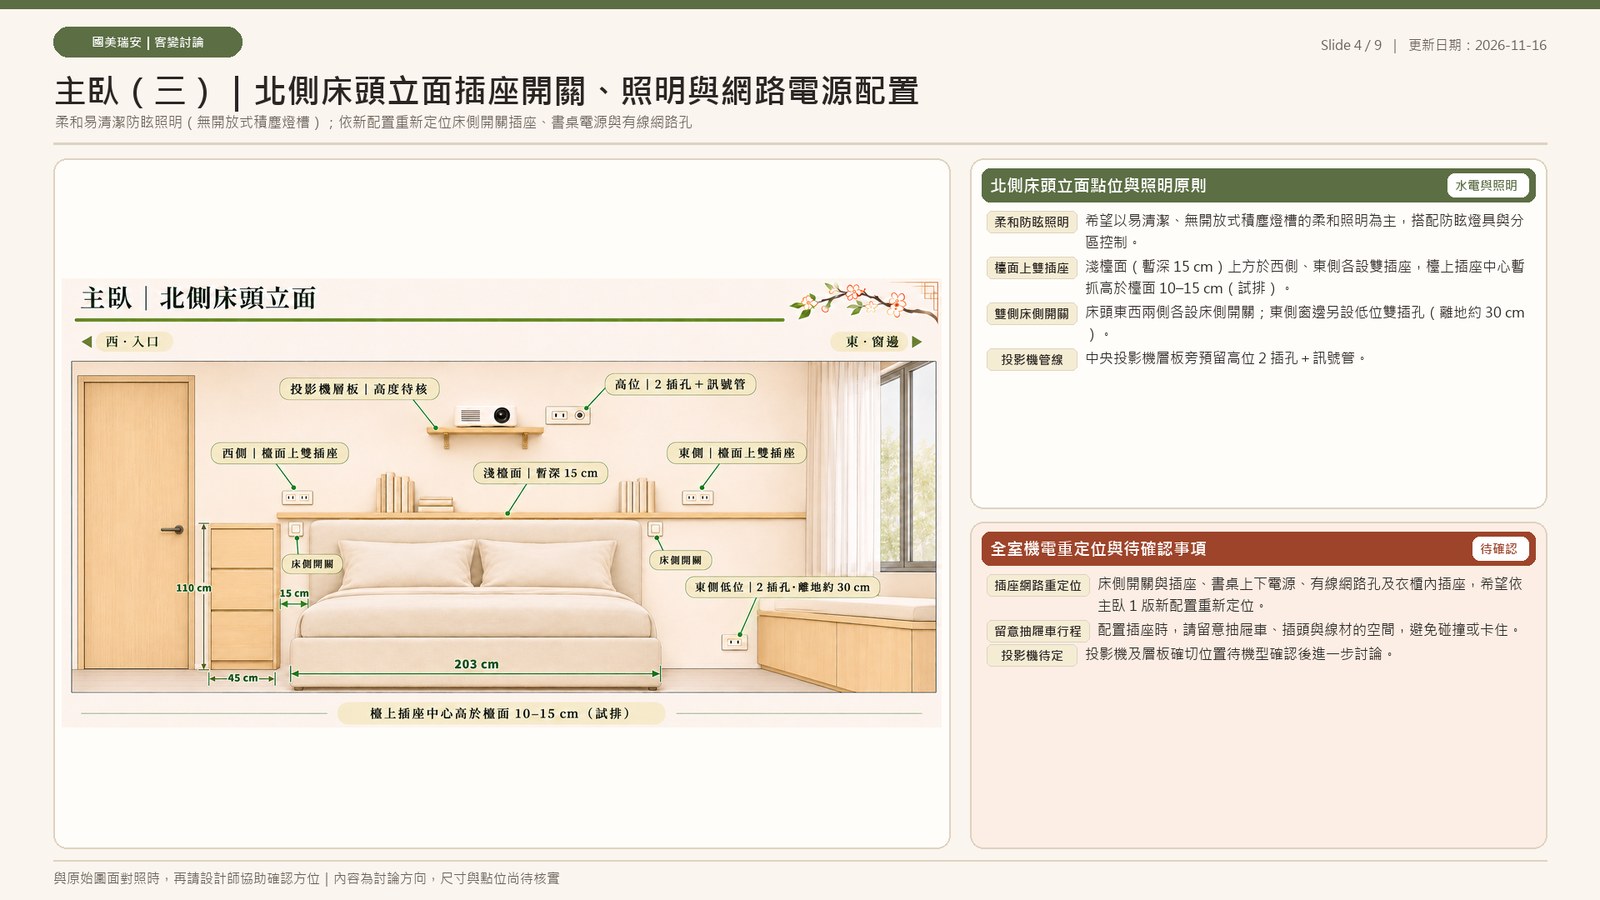 國美瑞安 | 客變討論
Slide 4 / 9 | 更新日期：2026-11-16
主臥（三）｜北側床頭立面插座開關、照明與網路電源配置
柔和易清潔防眩照明（無開放式積塵燈槽）；依新配置重新定位床側開關插座、書桌電源與有線網路孔
主臥｜北側床頭立面
西·入口
東·窗邊
投影機層板｜高度待核
高位｜2 插孔＋訊號管
西側｜檯面上雙插座
淺檯面｜暫深 15 cm
東側｜檯面上雙插座
床側開關
床側開關
東側低位｜2 插孔·離地約 30 cm
110 cm
15 cm
45 cm
203 cm
檯上插座中心高於檯面 10–15 cm（試排）
北側床頭立面點位與照明原則
水電與照明
柔和防眩照明 希望以易清潔、無開放式積塵燈槽的柔和照明為主，搭配防眩燈具與分
區控制。
檯面上雙插座 淺檯面（暫深 15 cm）上方於西側、東側各設雙插座，檯上插座中心暫
抓高於檯面 10–15 cm（試排）。
雙側床側開關 床頭東西兩側各設床側開關；東側窗邊另設低位雙插孔（離地約 30 cm
）。
投影機管線 中央投影機層板旁預留高位 2 插孔 + 訊號管。
全室機電重定位與待確認事項
待確認
插座網路重定位 床側開關與插座、書桌上下電源、有線網路孔及衣櫃內插座，希望依
主臥 1 版新配置重新定位。
留意抽屜車行程 配置插座時，請留意抽屜車、插頭與線材的空間，避免碰撞或卡住。
投影機待定 投影機及層板確切位置待機型確認後進一步討論。
與原始圖面對照時，再請設計師協助確認方位 | 內容為討論方向，尺寸與點位尚待核實